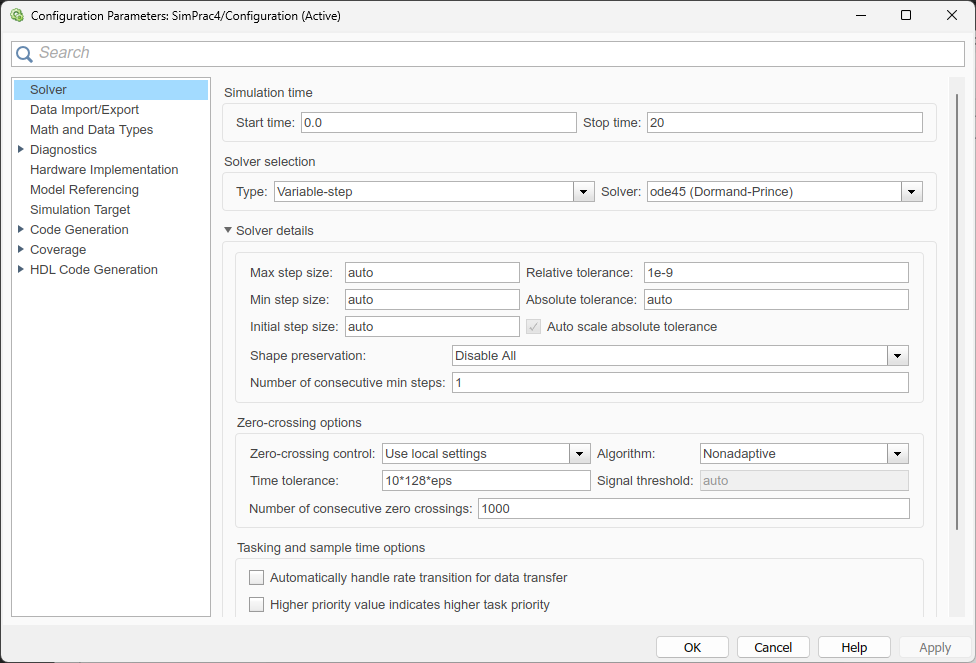 Configuration Parameters: SimPrac4/Configuration (Active)
Search
Solver
Data Import/Export
Math and Data Types
Diagnostics
Hardware Implementation
Model Referencing
Simulation Target
Code Generation
Coverage
HDL Code Generation
Simulation time
Start time: 0.0 Stop time: 20
Solver selection
Type: Variable-step Solver: ode45 (Dormand-Prince)
Solver details
Max step size: auto Relative tolerance: 1e-9
Min step size: auto Absolute tolerance: auto
Initial step size: auto Auto scale absolute tolerance
Shape preservation: Disable All
Number of consecutive min steps: 1
Zero-crossing options
Zero-crossing control: Use local settings Algorithm: Nonadaptive
Time tolerance: 10*128*eps Signal threshold: auto
Number of consecutive zero crossings: 1000
Tasking and sample time options
Automatically handle rate transition for data transfer
Higher priority value indicates higher task priority
OK Cancel Help Apply